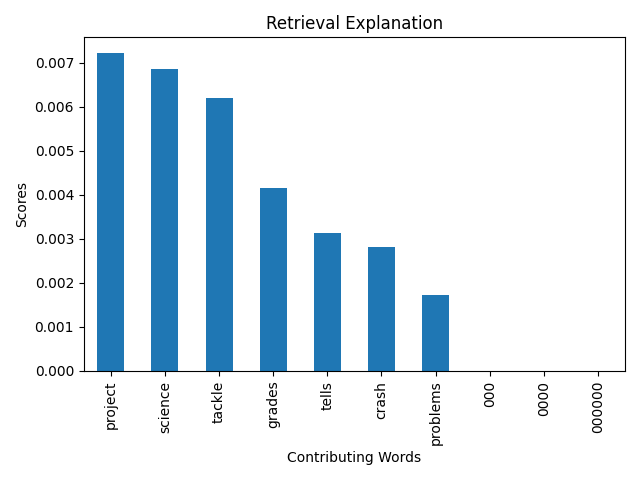 Retrieval Explanation
Scores
0.007
0.006
0.005
0.004
0.003
0.002
0.001
0.000
project
science
tackle
grades
tells
crash
problems
000
0000
000000
Contributing Words